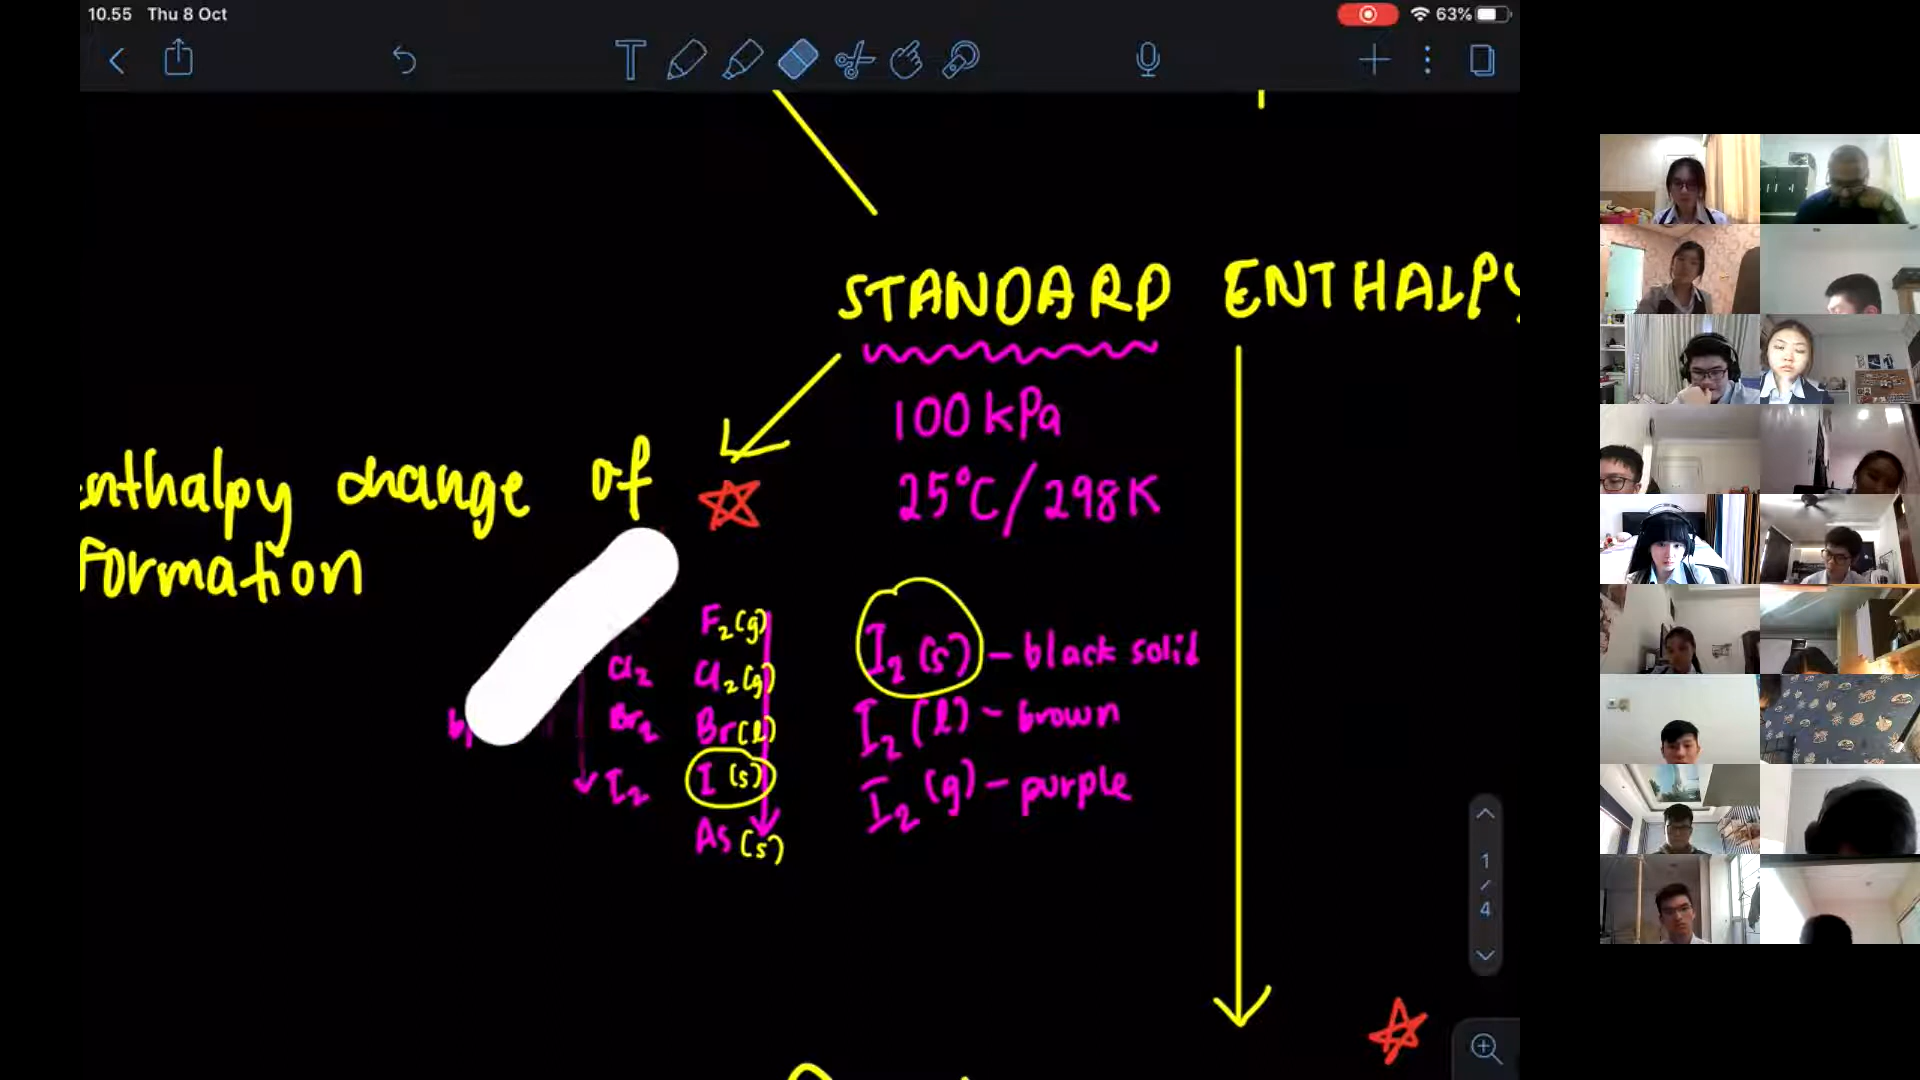 10.55 Thu 8 Oct
63%
STANDARD ENTHALPY
100 kPa
25°C/298K
enthalpy change of
formation
F2(g)
Cl2 Cl2(g)
Br2 Br(l)
I2 I(s)
As(s)
I2(s) - black solid
I2(l) - brown
I2(g) - purple
1
/
4